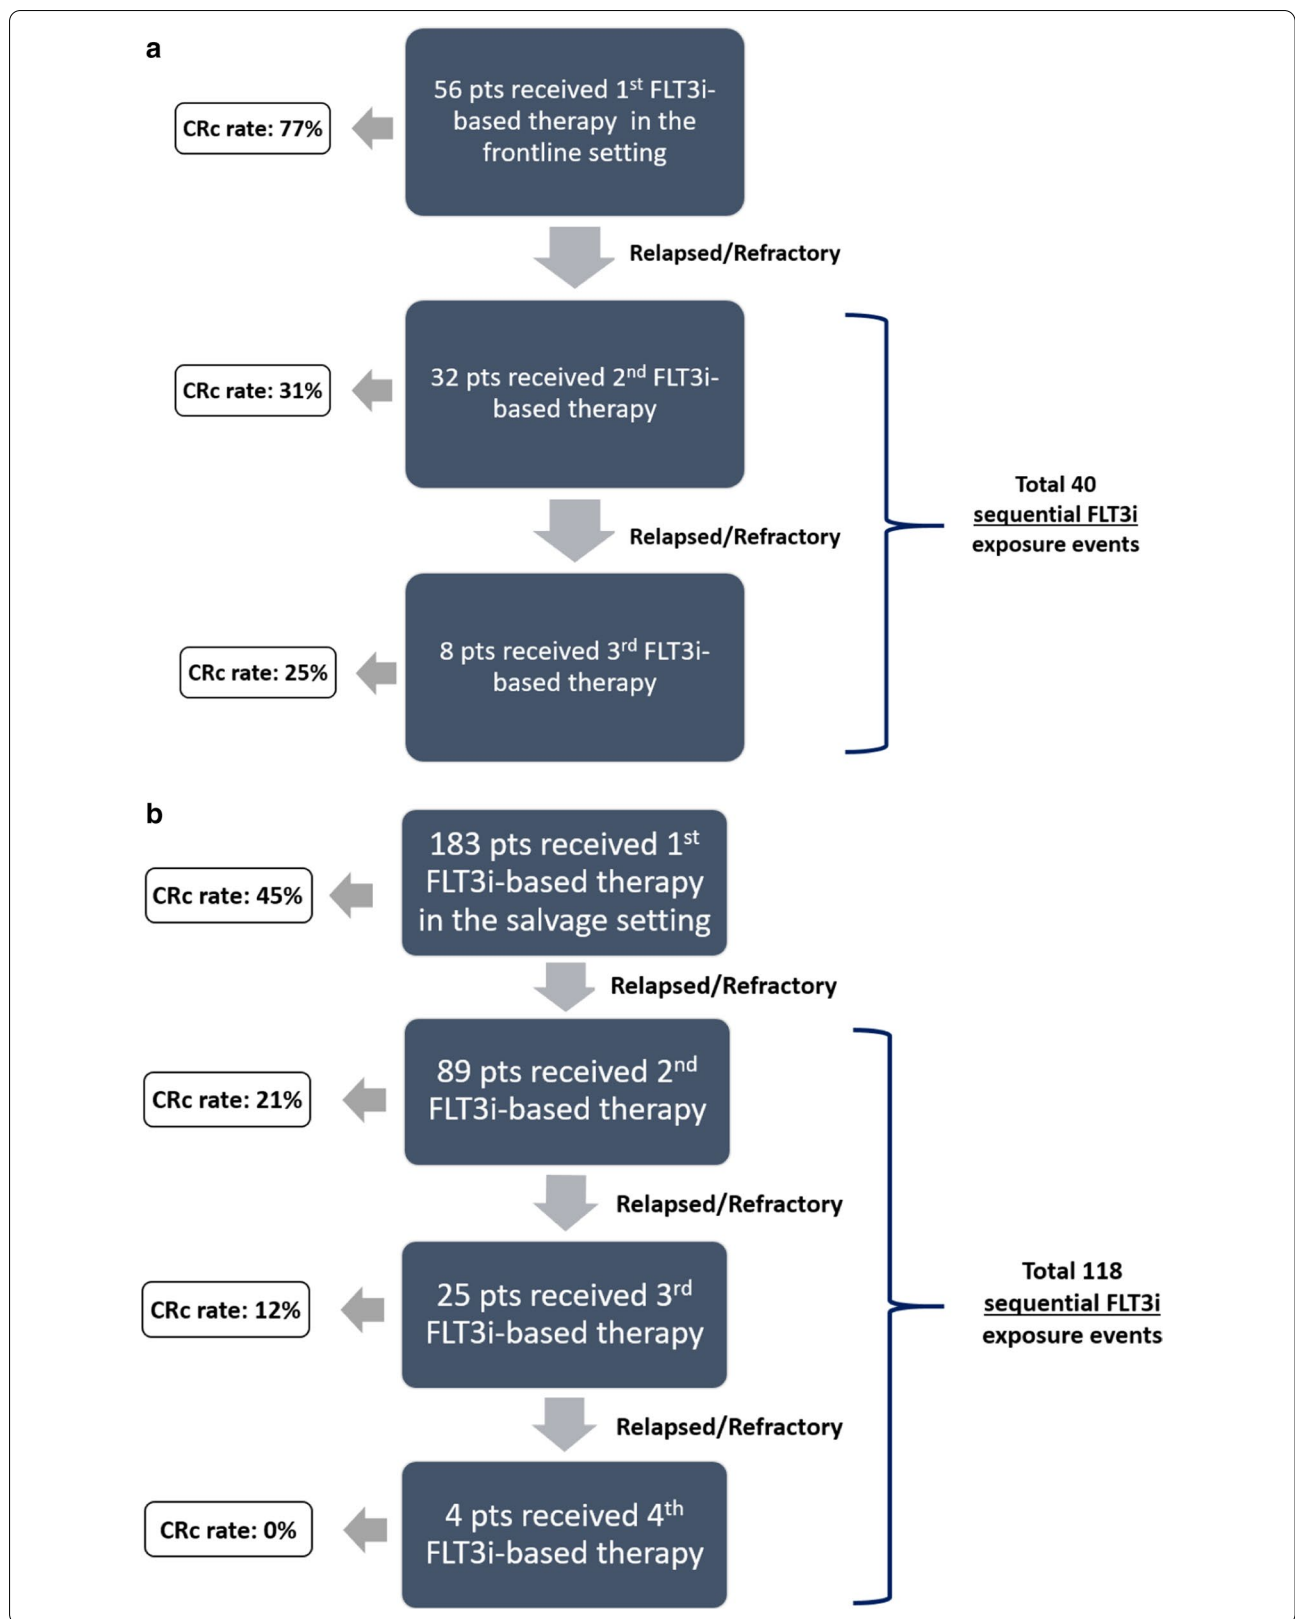 a
56 pts received 1st FLT3i-
based therapy in the
frontline setting
CRc rate: 77%
Relapsed/Refractory
32 pts received 2nd FLT3i-
based therapy
CRc rate: 31%
Relapsed/Refractory
Total 40
sequential FLT3i
exposure events
8 pts received 3rd FLT3i-
based therapy
CRc rate: 25%
b
183 pts received 1st
FLT3i-based therapy
in the salvage setting
CRc rate: 45%
Relapsed/Refractory
89 pts received 2nd
FLT3i-based therapy
CRc rate: 21%
Relapsed/Refractory
25 pts received 3rd
FLT3i-based therapy
CRc rate: 12%
Total 118
sequential FLT3i
exposure events
Relapsed/Refractory
4 pts received 4th
FLT3i-based therapy
CRc rate: 0%